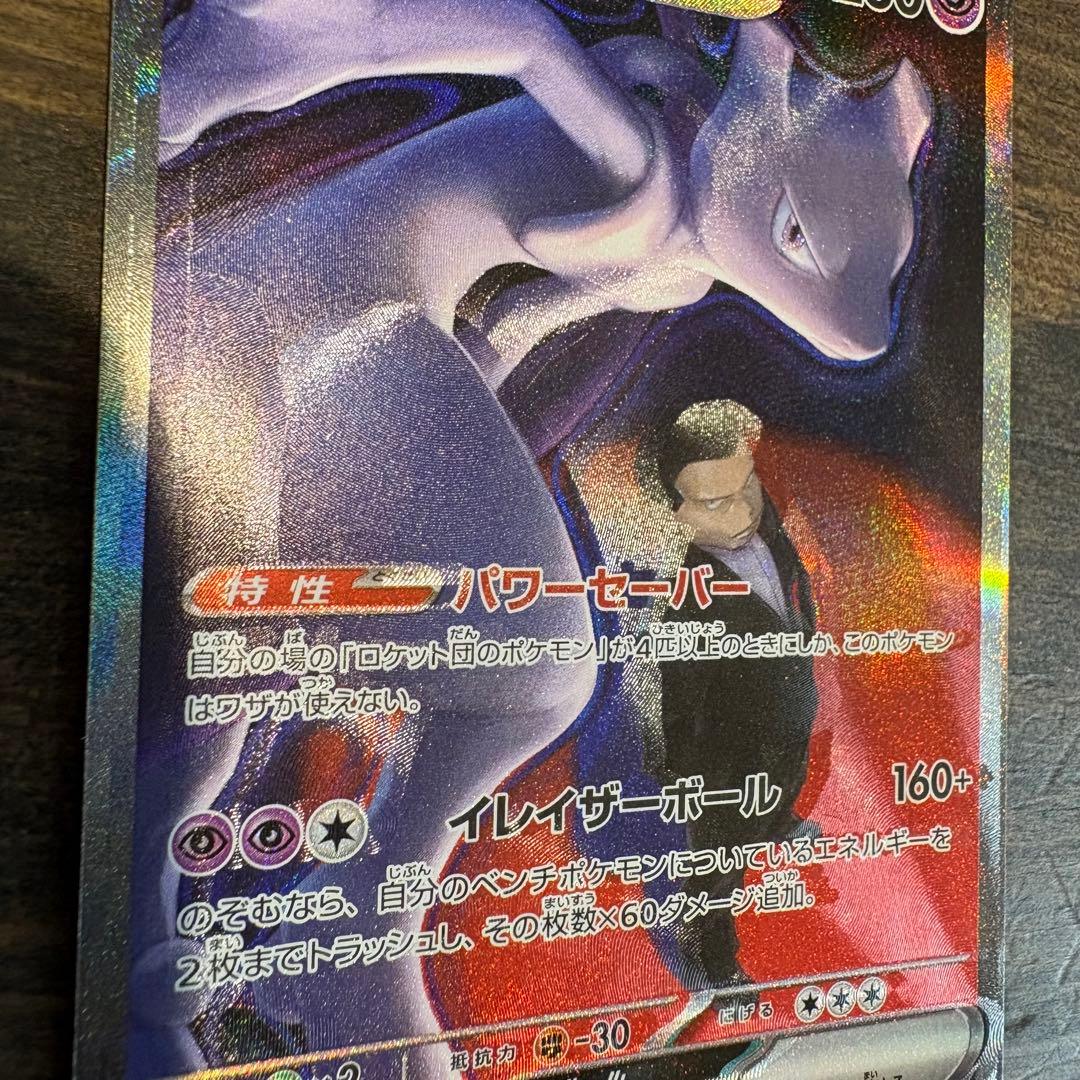 特性 パワーセーバー
自分の場の「ロケット団のポケモン」が4匹以上のときにしか、このポケモン
はワザが使えない。
イレイザーボール 160+
のぞむなら、自分のベンチポケモンについているエネルギーを
2枚までトラッシュし、その枚数×60ダメージ追加。
抵抗力 -30 にげる